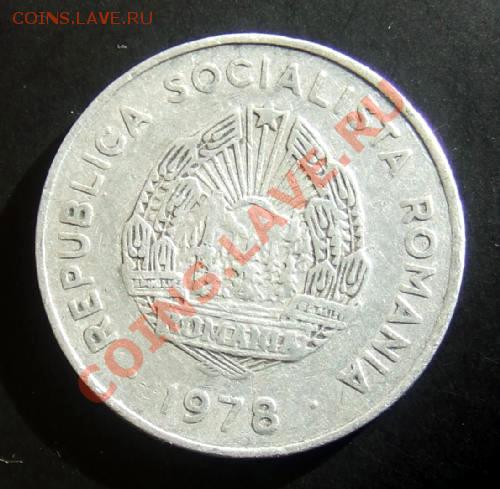 COINS.LAVE.RU
REPUBLICA SOCIALISTA ROMANIA
ROMANIA
· 1978 ·
COINS.LAVE.RU